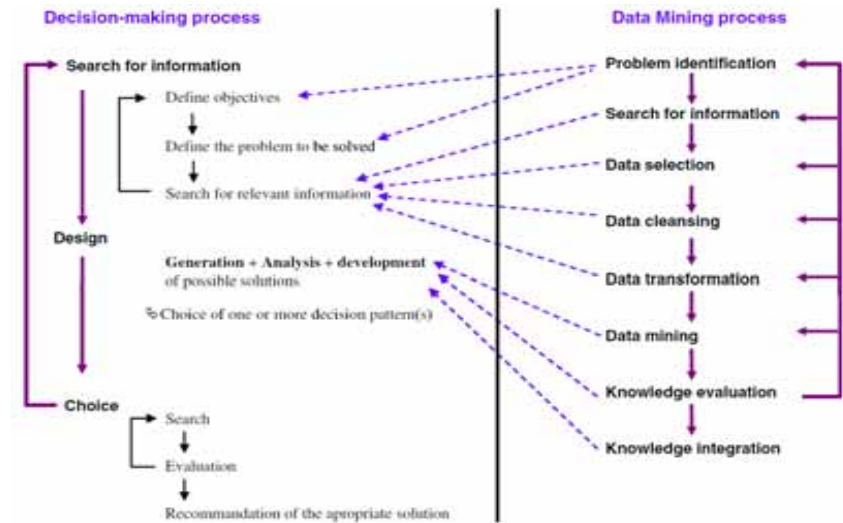 Decision-making process
Search for information
Define objectives
Define the problem to be solved
Search for relevant information
Design
Generation + Analysis + development
of possible solutions
Choice of one or more decision pattern(s)
Choice
Search
Evaluation
Recommandation of the apropriate solution
Data Mining process
Problem identification
Search for information
Data selection
Data cleansing
Data transformation
Data mining
Knowledge evaluation
Knowledge integration